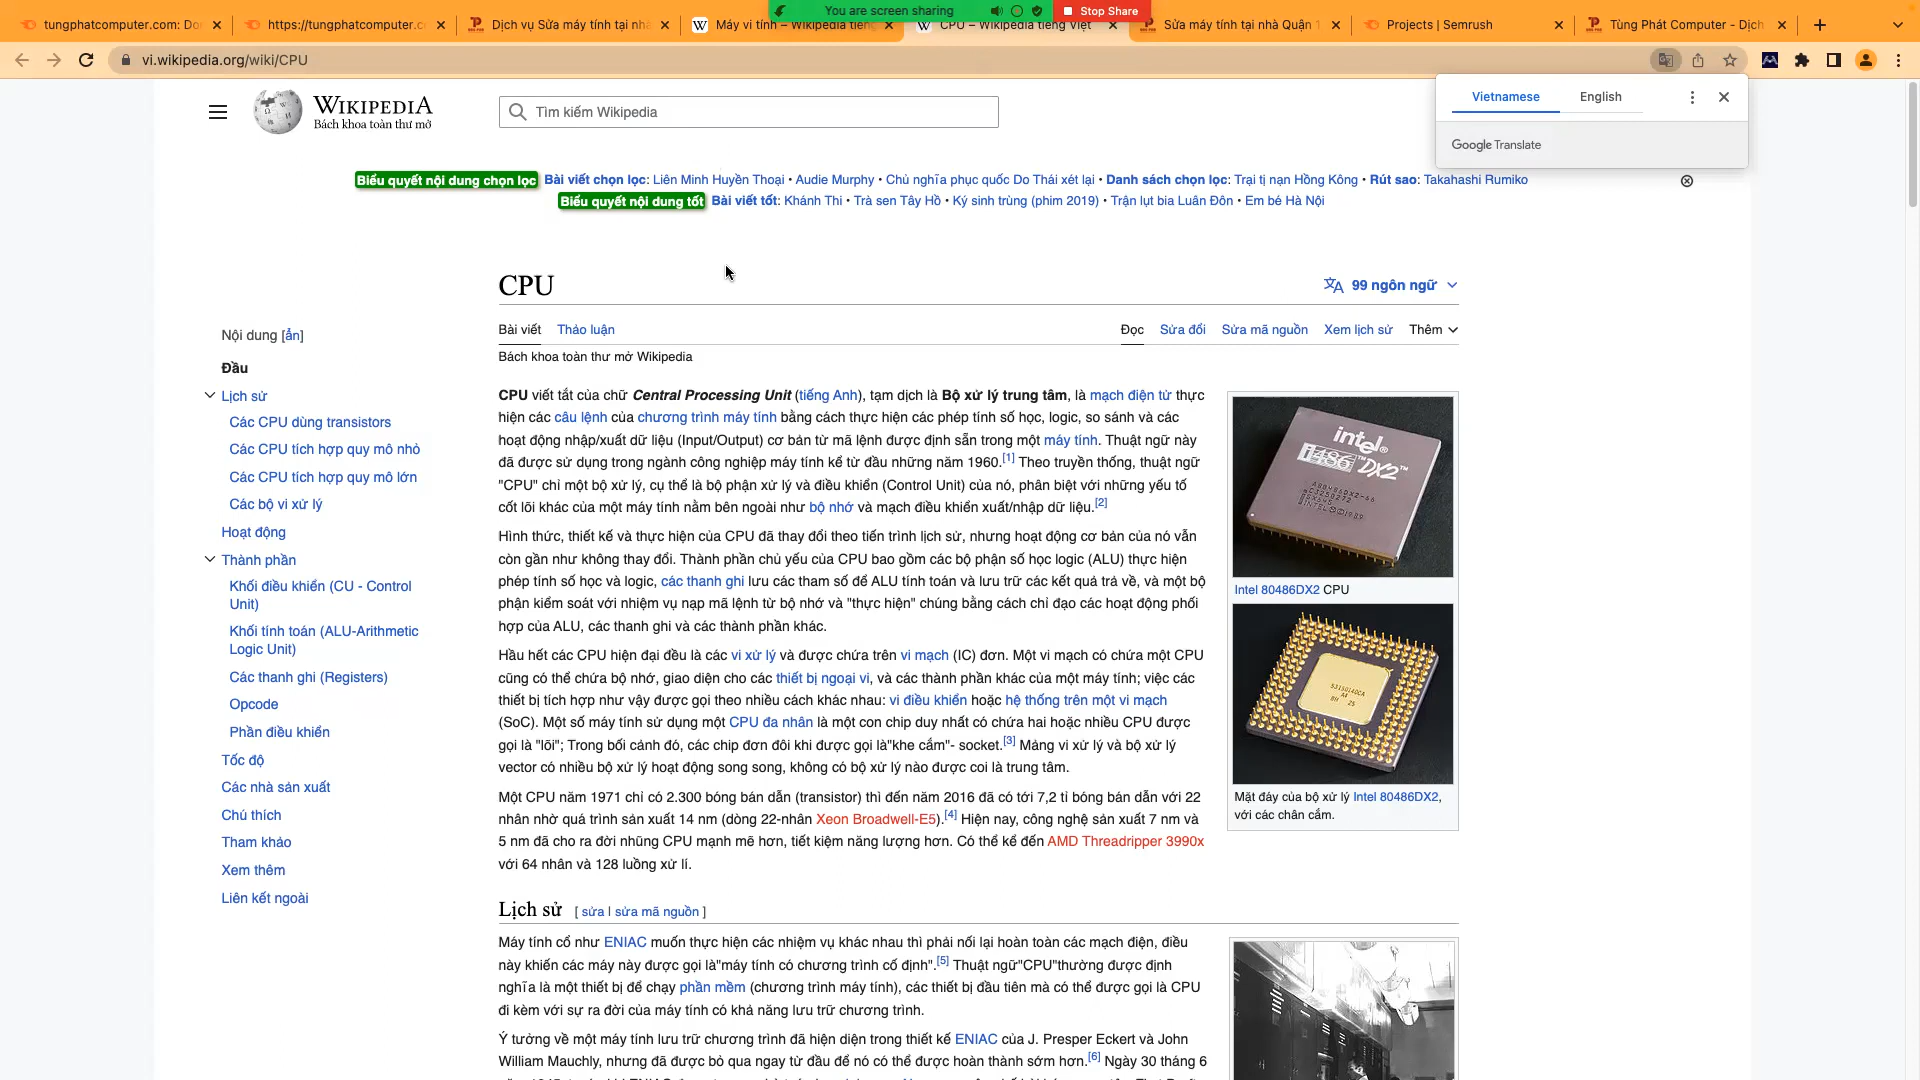 You are screen sharing
Stop Share
tungphatcomputer.com: Do
https://tungphatcomputer.c
Dịch vụ Sửa máy tính tại nhà
Máy vi tính – Wikipedia tiếng
CPU – Wikipedia tiếng Việt
Sửa máy tính tại nhà Quận 1
Projects | Semrush
Tùng Phát Computer - Dịch
vi.wikipedia.org/wiki/CPU
Vietnamese English
Google Translate
WIKIPEDIA
Bách khoa toàn thư mở
Tìm kiếm Wikipedia
Biểu quyết nội dung chọn lọc Bài viết chọn lọc: Liên Minh Huyền Thoại • Audie Murphy • Chủ nghĩa phục quốc Do Thái xét lại • Danh sách chọn lọc: Trại tị nạn Hồng Kông • Rút sao: Takahashi Rumiko
Biểu quyết nội dung tốt Bài viết tốt: Khánh Thi • Trà sen Tây Hồ • Ký sinh trùng (phim 2019) • Trận lụt bia Luân Đôn • Em bé Hà Nội
CPU
99 ngôn ngữ
Bài viết Thảo luận
Đọc Sửa đổi Sửa mã nguồn Xem lịch sử Thêm
Bách khoa toàn thư mở Wikipedia
Nội dung [ẩn]
Đầu
Lịch sử
Các CPU dùng transistors
Các CPU tích hợp quy mô nhỏ
Các CPU tích hợp quy mô lớn
Các bộ vi xử lý
Hoạt động
Thành phần
Khối điều khiển (CU - Control
Unit)
Khối tính toán (ALU-Arithmetic
Logic Unit)
Các thanh ghi (Registers)
Opcode
Phần điều khiển
Tốc độ
Các nhà sản xuất
Chú thích
Tham khảo
Xem thêm
Liên kết ngoài
CPU viết tắt của chữ Central Processing Unit (tiếng Anh), tạm dịch là Bộ xử lý trung tâm, là mạch điện tử thực
hiện các câu lệnh của chương trình máy tính bằng cách thực hiện các phép tính số học, logic, so sánh và các
hoạt động nhập/xuất dữ liệu (Input/Output) cơ bản từ mã lệnh được định sẵn trong một máy tính. Thuật ngữ này
đã được sử dụng trong ngành công nghiệp máy tính kể từ đầu những năm 1960.[1] Theo truyền thống, thuật ngữ
"CPU" chỉ một bộ xử lý, cụ thể là bộ phận xử lý và điều khiển (Control Unit) của nó, phân biệt với những yếu tố
cốt lõi khác của một máy tính nằm bên ngoài như bộ nhớ và mạch điều khiển xuất/nhập dữ liệu.[2]
Hình thức, thiết kế và thực hiện của CPU đã thay đổi theo tiến trình lịch sử, nhưng hoạt động cơ bản của nó vẫn
còn gần như không thay đổi. Thành phần chủ yếu của CPU bao gồm các bộ phận số học logic (ALU) thực hiện
phép tính số học và logic, các thanh ghi lưu các tham số để ALU tính toán và lưu trữ các kết quả trả về, và một bộ
phận kiểm soát với nhiệm vụ nạp mã lệnh từ bộ nhớ và "thực hiện" chúng bằng cách chỉ đạo các hoạt động phối
hợp của ALU, các thanh ghi và các thành phần khác.
Hầu hết các CPU hiện đại đều là các vi xử lý và được chứa trên vi mạch (IC) đơn. Một vi mạch có chứa một CPU
cũng có thể chứa bộ nhớ, giao diện cho các thiết bị ngoại vi, và các thành phần khác của một máy tính; việc các
thiết bị tích hợp như vậy được gọi theo nhiều cách khác nhau: vi điều khiển hoặc hệ thống trên một vi mạch
(SoC). Một số máy tính sử dụng một CPU đa nhân là một con chip duy nhất có chứa hai hoặc nhiều CPU được
gọi là "lõi"; Trong bối cảnh đó, các chip đơn đôi khi được gọi là"khe cắm"- socket.[3] Mảng vi xử lý và bộ xử lý
vector có nhiều bộ xử lý hoạt động song song, không có bộ xử lý nào được coi là trung tâm.
Một CPU năm 1971 chỉ có 2.300 bóng bán dẫn (transistor) thì đến năm 2016 đã có tới 7,2 tỉ bóng bán dẫn với 22
nhân nhờ quá trình sản xuất 14 nm (dòng 22-nhân Xeon Broadwell-E5).[4] Hiện nay, công nghệ sản xuất 7 nm và
5 nm đã cho ra đời nhũng CPU mạnh mẽ hơn, tiết kiệm năng lượng hơn. Có thể kể đến AMD Threadripper 3990x
với 64 nhân và 128 luồng xử lí.
intel®
i486™ DX2™
Intel 80486DX2 CPU
Mặt đáy của bộ xử lý Intel 80486DX2,
với các chân cắm.
Lịch sử [ sửa | sửa mã nguồn ]
Máy tính cổ như ENIAC muốn thực hiện các nhiệm vụ khác nhau thì phải nối lại hoàn toàn các mạch điện, điều
này khiến các máy này được gọi là"máy tính có chương trình cố định".[5] Thuật ngữ"CPU"thường được định
nghĩa là một thiết bị để chạy phần mềm (chương trình máy tính), các thiết bị đầu tiên mà có thể được gọi là CPU
đi kèm với sự ra đời của máy tính có khả năng lưu trữ chương trình.
Ý tưởng về một máy tính lưu trữ chương trình đã hiện diện trong thiết kế ENIAC của J. Presper Eckert và John
William Mauchly, nhưng đã được bỏ qua ngay từ đầu để nó có thể được hoàn thành sớm hơn.[6] Ngày 30 tháng 6